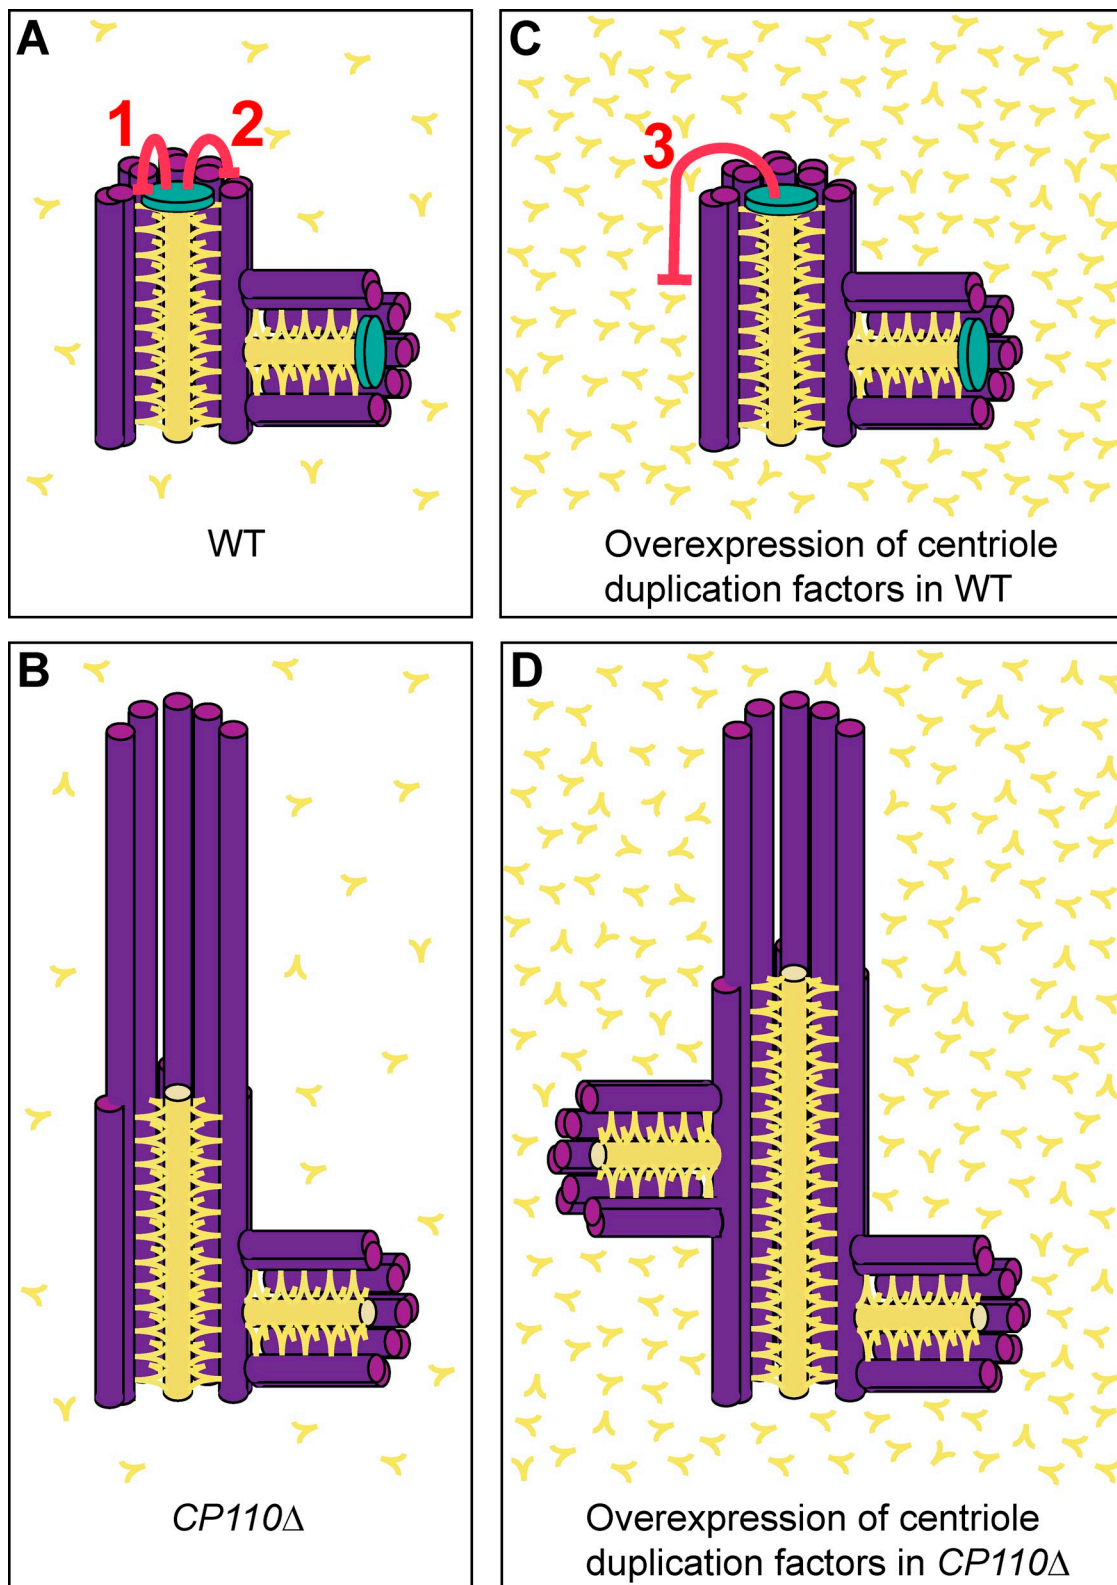 A
1
2
WT
C
3
Overexpression of centriole
duplication factors in WT
B
CP110Δ
D
Overexpression of centriole
duplication factors in CP110Δ